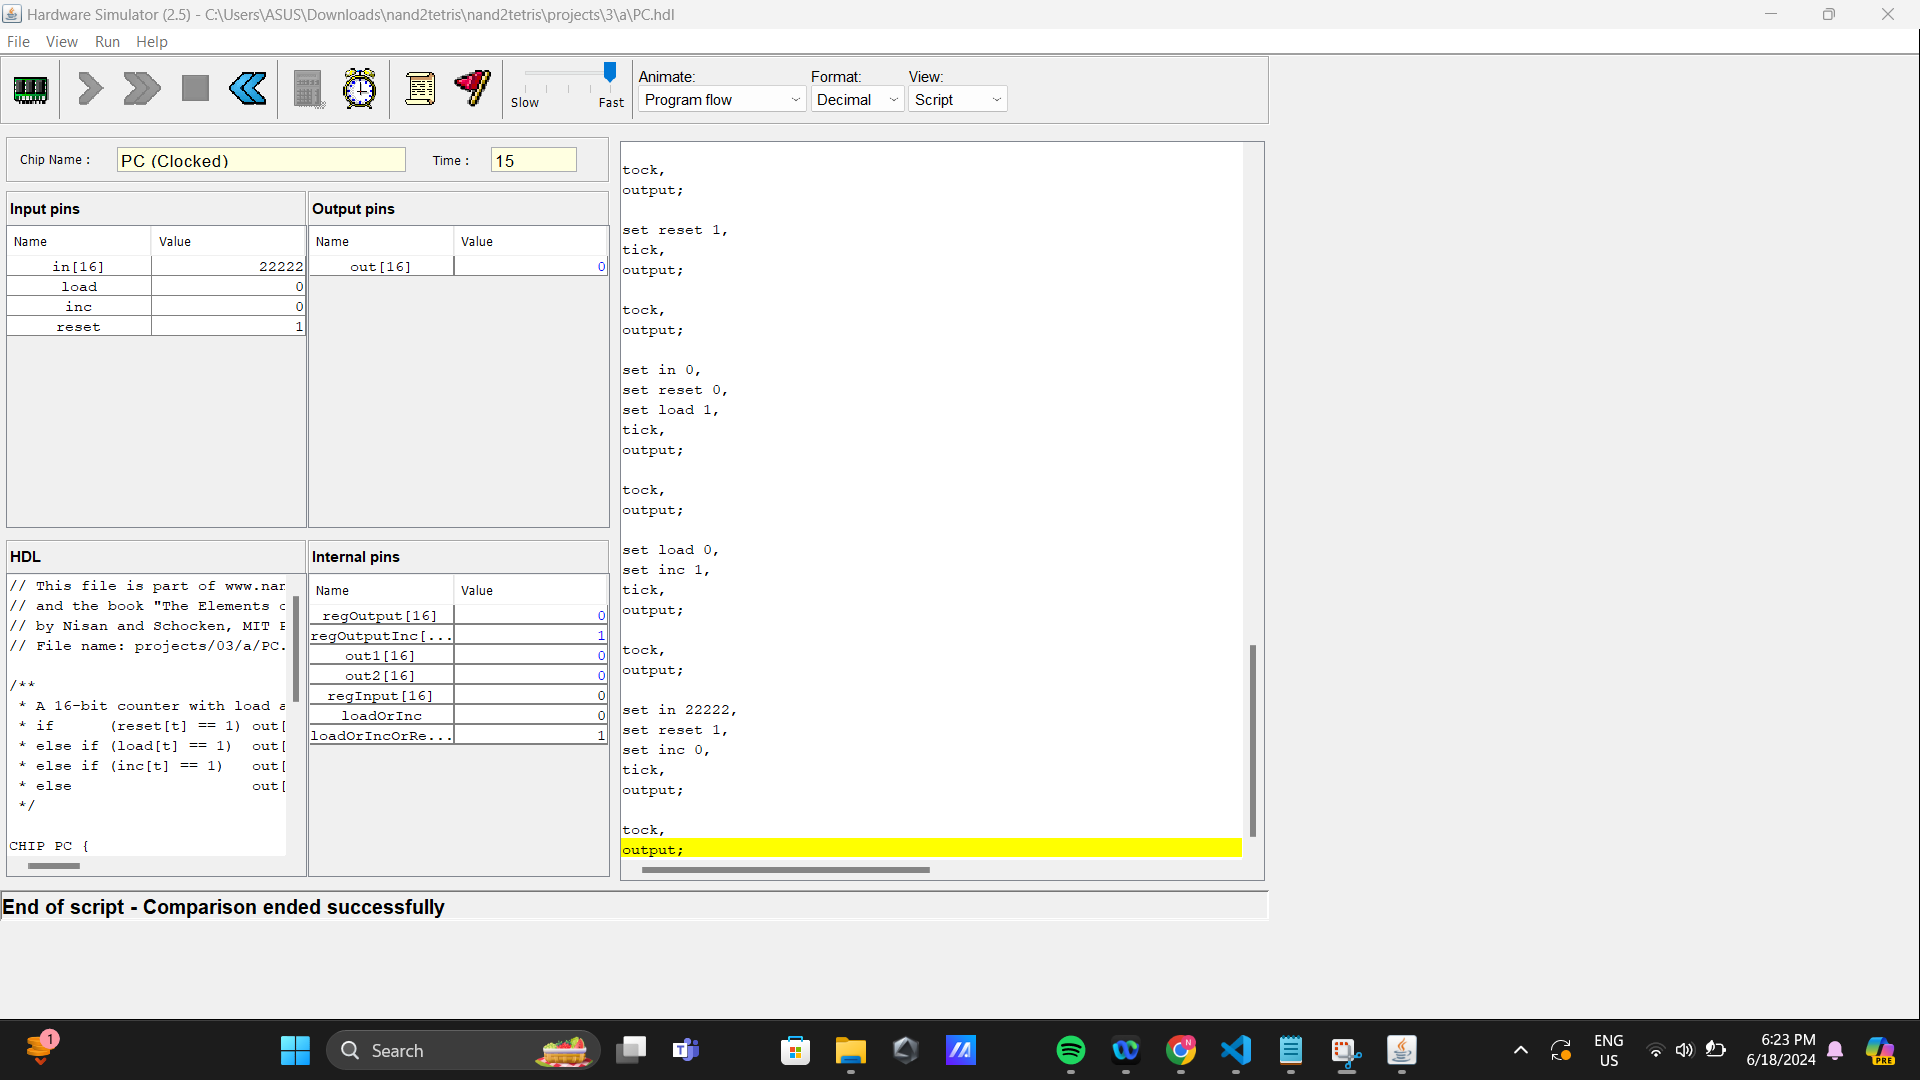 Hardware Simulator (2.5) - C:\Users\ASUS\Downloads\nand2tetris\nand2tetris\projects\3\a\PC.hdl
File View Run Help
Slow Fast
Animate: Format: View:
Program flow Decimal Script
Chip Name : PC (Clocked) Time : 15
Input pins
Name Value
in[16] 22222
load 0
inc 0
reset 1
Output pins
Name Value
out[16] 0
HDL
// This file is part of www.nan
// and the book "The Elements o
// by Nisan and Schocken, MIT P
// File name: projects/03/a/PC.
/**
* A 16-bit counter with load a
* if (reset[t] == 1) out[
* else if (load[t] == 1) out[
* else if (inc[t] == 1) out[
* else out[
*/
CHIP PC {
Internal pins
Name Value
regOutput[16] 0
regOutputInc[... 1
out1[16] 0
out2[16] 0
regInput[16] 0
loadOrInc 0
loadOrIncOrRe... 1
tock,
output;
set reset 1,
tick,
output;
tock,
output;
set in 0,
set reset 0,
set load 1,
tick,
output;
tock,
output;
set load 0,
set inc 1,
tick,
output;
tock,
output;
set in 22222,
set reset 1,
set inc 0,
tick,
output;
tock,
output;
End of script - Comparison ended successfully
1
Search
N
PRE
ENG
US
6:23 PM
6/18/2024